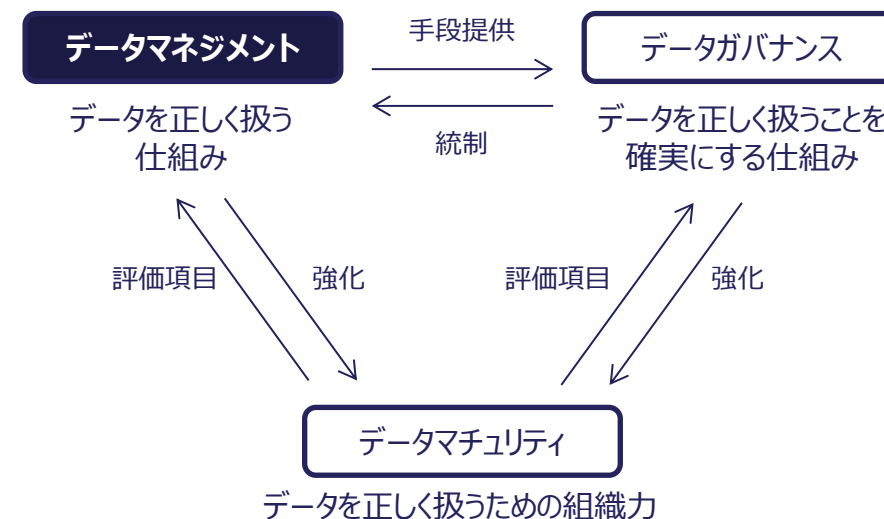 データマネジメント
手段提供
データガバナンス
統制
データを正しく扱う
仕組み
データを正しく扱うことを
確実にする仕組み
評価項目
強化
評価項目
強化
データマチュリティ
データを正しく扱うための組織力